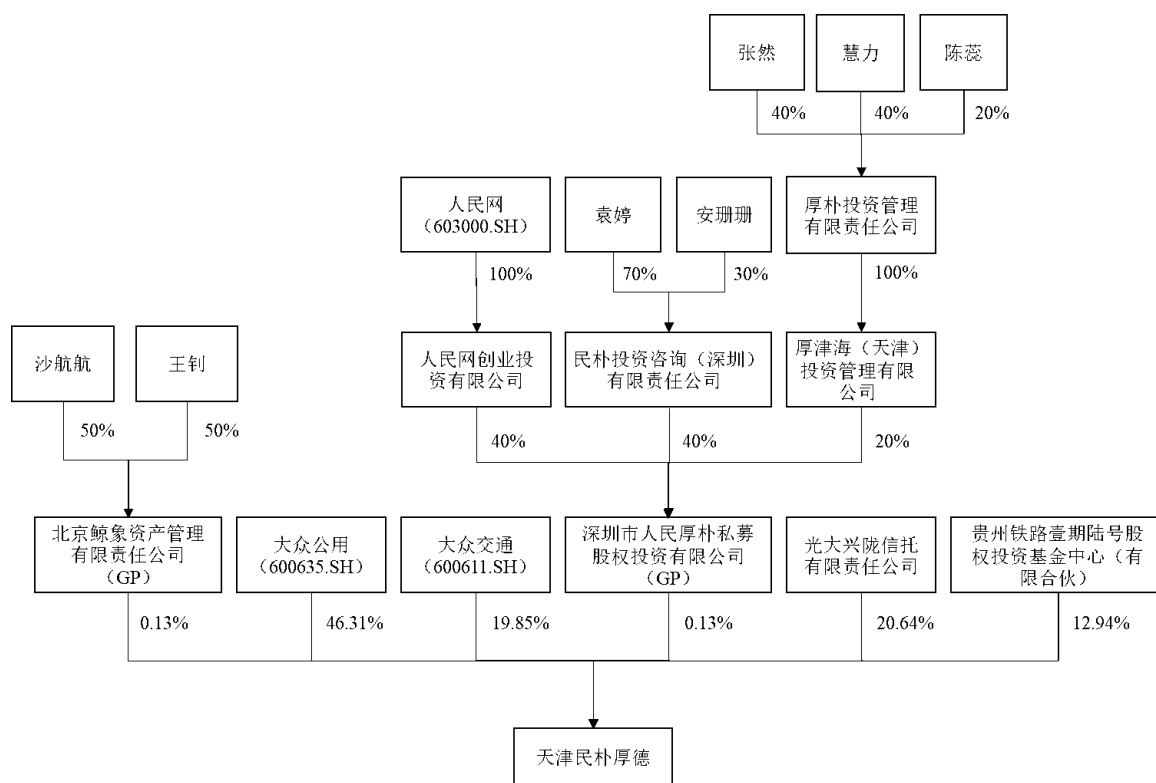 张然
慧力
陈蕊
40%
40%
20%
人民网
（603000.SH）
袁婷
安珊珊
厚朴投资管理
有限责任公司
100%
70%
30%
100%
沙航航
王钊
人民网创业投
资有限公司
民朴投资咨询（深圳）
有限责任公司
厚津海（天津）
投资管理有限
公司
50%
50%
40%
40%
20%
北京鲸象资产管理
有限责任公司
（GP）
大众公用
（600635.SH）
大众交通
（600611.SH）
深圳市人民厚朴私募
股权投资有限公司
（GP）
光大兴陇信托
有限责任公司
贵州铁路壹期陆号股
权投资基金中心（有
限合伙）
0.13%
46.31%
19.85%
0.13%
20.64%
12.94%
天津民朴厚德